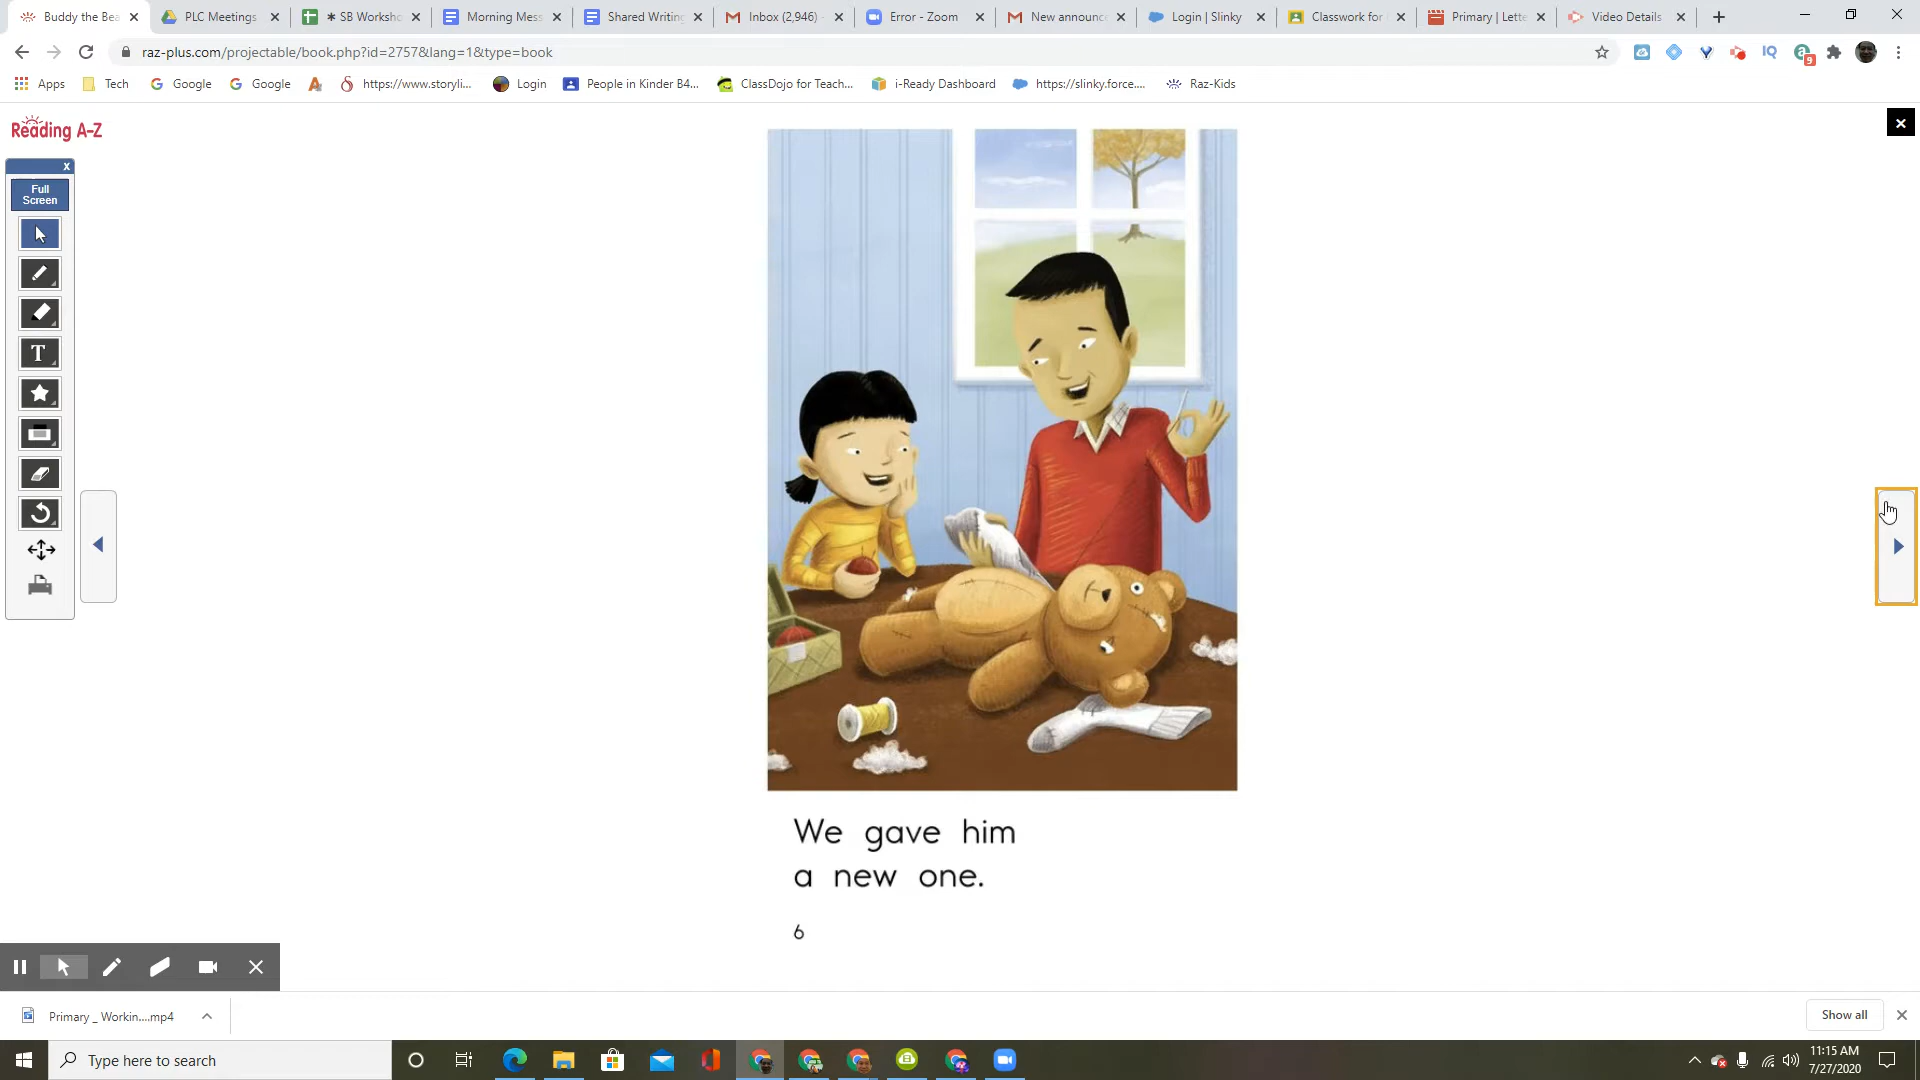 Buddy the Bea
PLC Meetings
✱ SB Worksho
Morning Mess
Shared Writing
Inbox (2,946)
Error - Zoom
New announc
Login | Slinky
Classwork for
Primary | Lette
Video Details
raz-plus.com/projectable/book.php?id=2757&lang=1&type=book
IQ
9
Apps
Tech
Google
Google
https://www.storyli...
Login
People in Kinder B4...
ClassDojo for Teach...
i-Ready Dashboard
https://slinky.force....
Raz-Kids
Reading A-Z
x
Full
Screen
T
We gave him
a new one.
6
Primary _ Workin....mp4
Show all
Type here to search
11:15 AM
7/27/2020